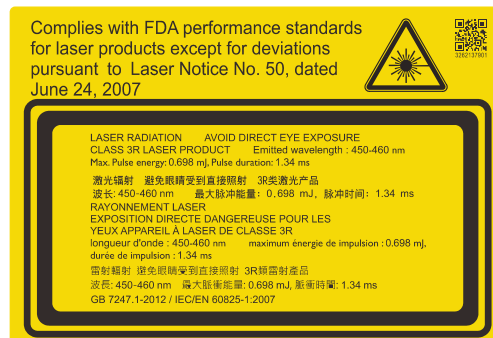 Complies with FDA performance standards
for laser products except for deviations
pursuant to Laser Notice No. 50, dated
June 24, 2007
3262137901
LASER RADIATION AVOID DIRECT EYE EXPOSURE
CLASS 3R LASER PRODUCT Emitted wavelength : 450-460 nm
Max. Pulse energy: 0.698 mJ, Pulse duration: 1.34 ms
激光辐射 避免眼睛受到直接照射 3R类激光产品
波长: 450-460 nm 最大脉冲能量: 0.698 mJ, 脉冲时间: 1.34 ms
RAYONNEMENT LASER
EXPOSITION DIRECTE DANGEREUSE POUR LES
YEUX APPAREIL À LASER DE CLASSE 3R
longueur d'onde : 450-460 nm maximum énergie de impulsion : 0.698 mJ,
durée de impulsion : 1.34 ms
雷射輻射 避免眼睛受到直接照射 3R類雷射產品
波長: 450-460 nm 最大脈衝能量: 0.698 mJ, 脈衝時間: 1.34 ms
GB 7247.1-2012 / IEC/EN 60825-1:2007